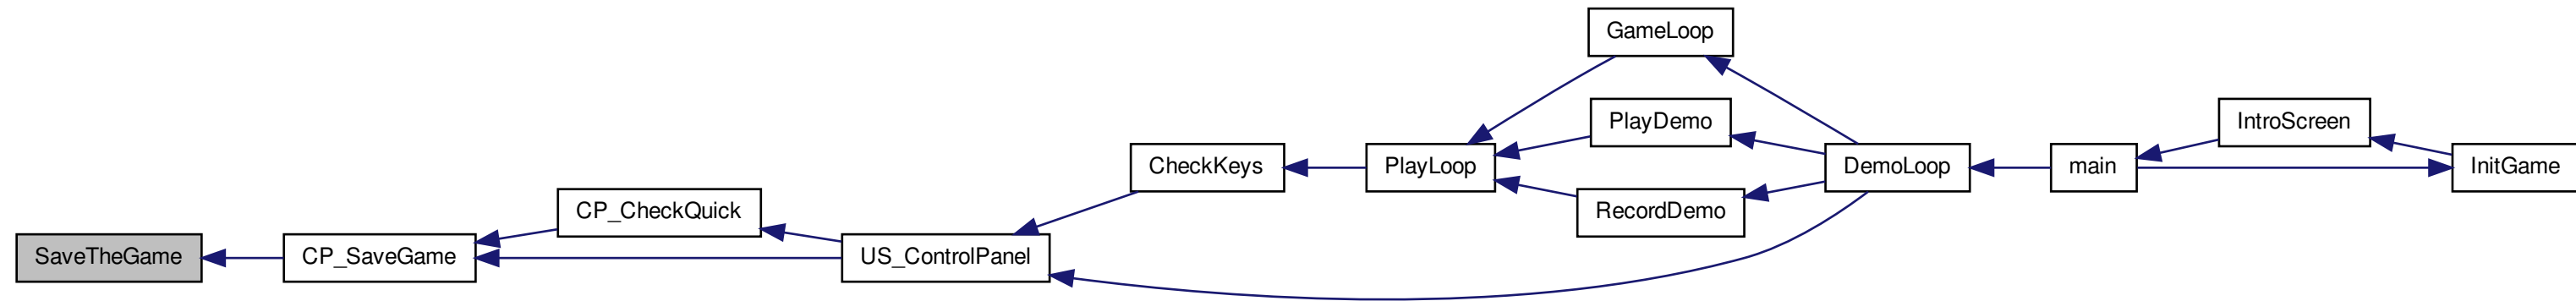 GameLoop
PlayDemo
IntroScreen
CheckKeys
PlayLoop
DemoLoop
main
InitGame
CP_CheckQuick
RecordDemo
SaveTheGame
CP_SaveGame
US_ControlPanel